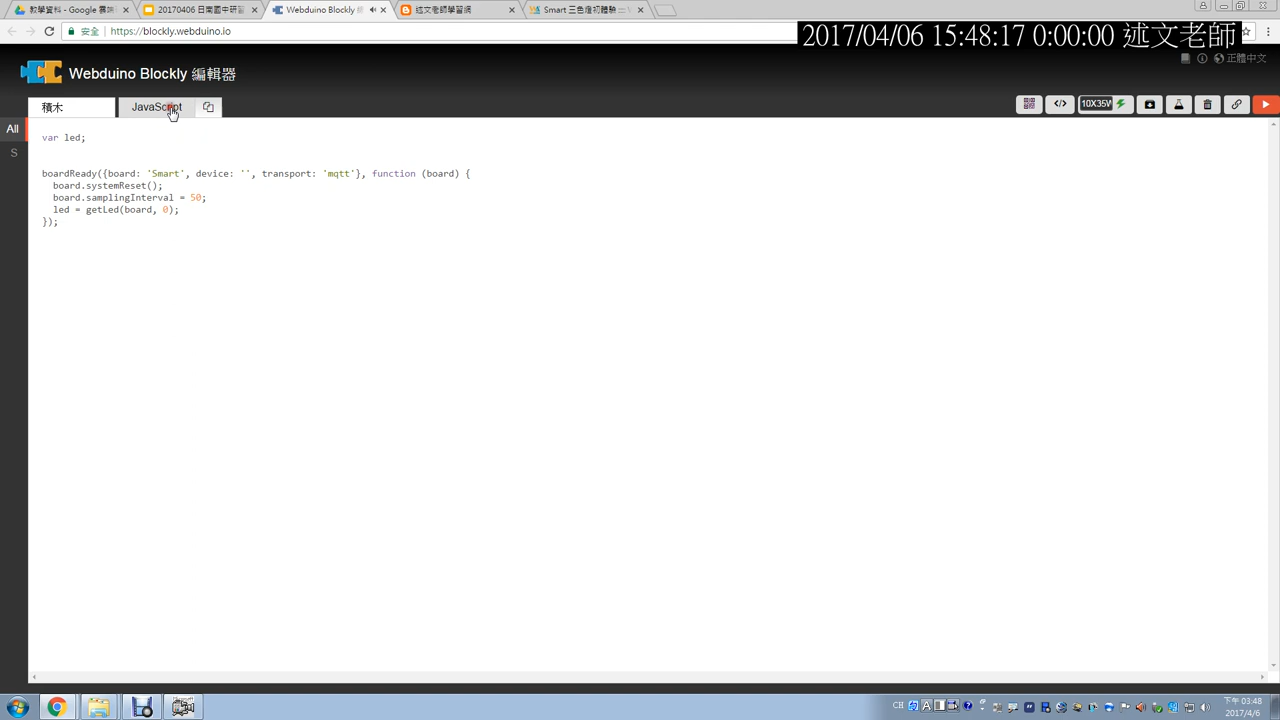 教學資料 - Google 雲端
20170406 日南國中研習
Webduino Blockly
述文老師學習網
Smart 三色燈初體驗 ::
安全
https://blockly.webduino.io
2017/04/06 15:48:17 0:00:00 述文老師
Webduino Blockly 編輯器
正體中文
積木
JavaScript
10X35W
All
S
var led;
boardReady({board: 'Smart', device: '', transport: 'mqtt'}, function (board) {
board.systemReset();
board.samplingInterval = 50;
led = getLed(board, 0);
});
CH
下午 03:48
2017/4/6